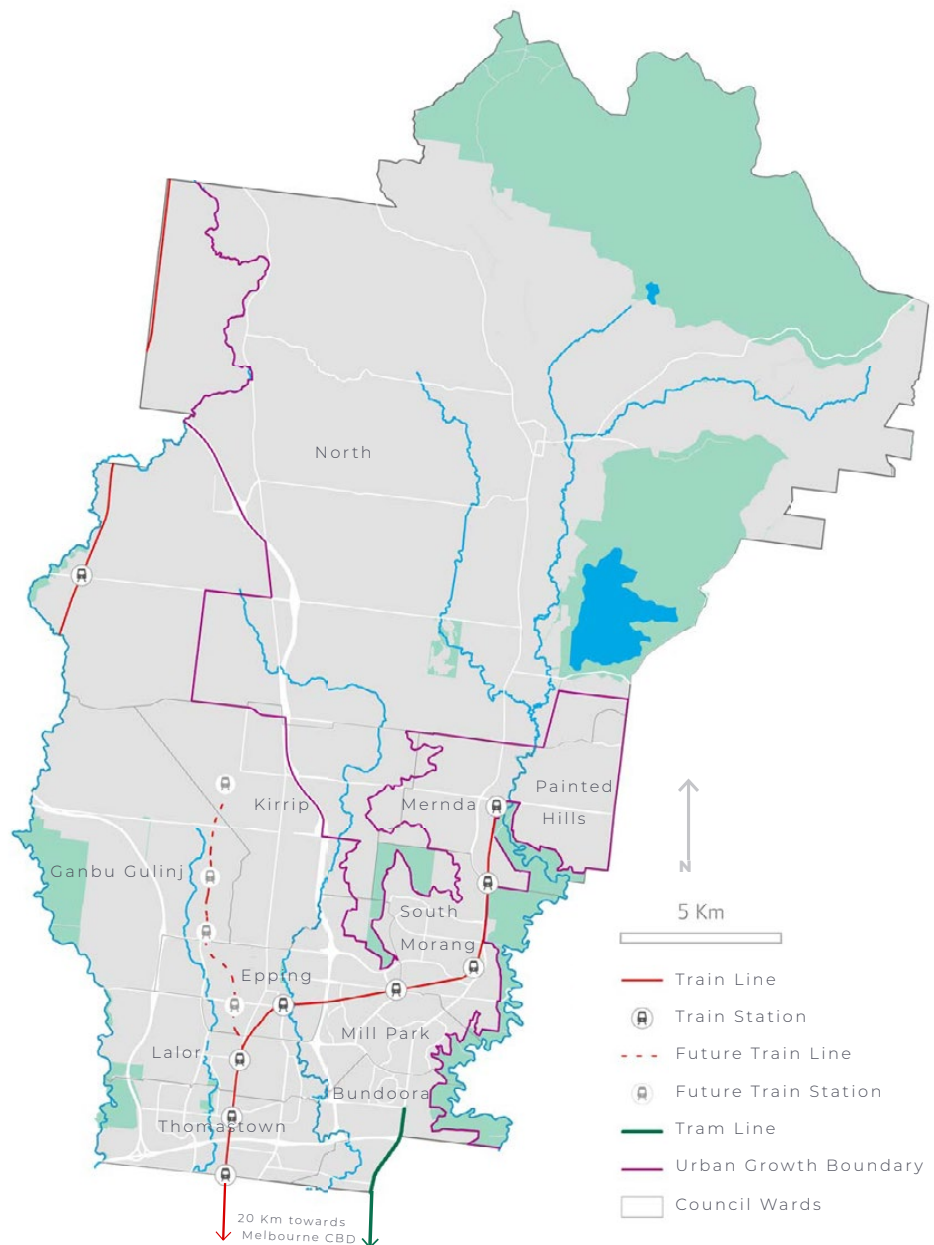 North
Kirrip
Mernda
Painted
Hills
Ganbu Gulinj
South
Morang
Epping
Mill Park
Lalor
Bundoora
Thomastown
20 Km towards
Melbourne CBD
N
5 Km
Train Line
Train Station
Future Train Line
Future Train Station
Tram Line
Urban Growth Boundary
Council Wards